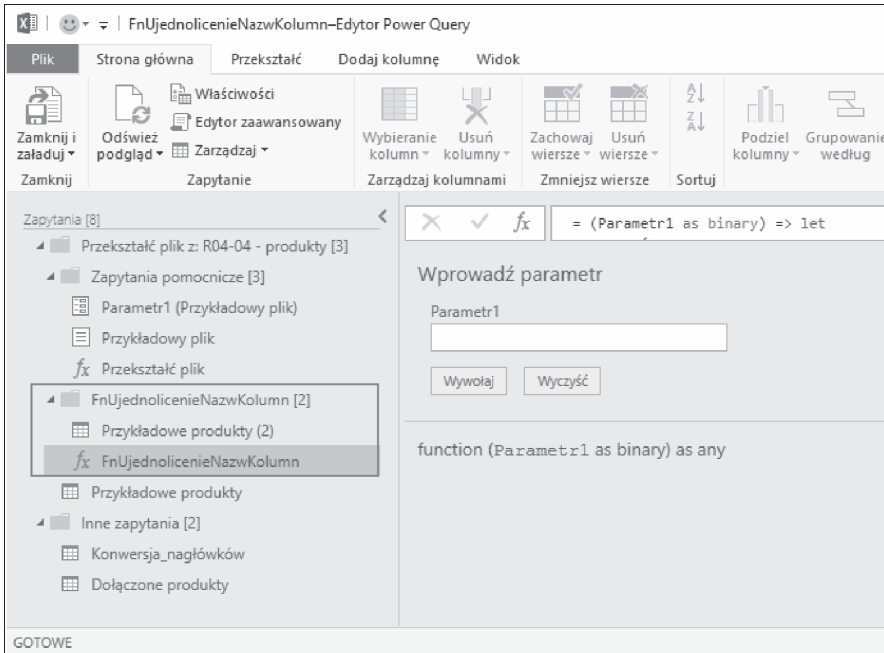 FnUjednolicenieNazwKolumn–Edytor Power Query
Plik Strona główna Przekształć Dodaj kolumnę Widok
Zamknij i załaduj
Odśwież podgląd
Właściwości
Edytor zaawansowany
Zarządzaj
Wybieranie kolumn
Usuń kolumny
Zachowaj wiersze
Usuń wiersze
Podziel kolumny
Grupowanie według
Zamknij Zapytanie Zarządzaj kolumnami Zmniejsz wiersze Sortuj
Zapytania [8]
Przekształć plik z: R04-04 - produkty [3]
Zapytania pomocnicze [3]
Parametr1 (Przykładowy plik)
Przykładowy plik
fx Przekształć plik
FnUjednolicenieNazwKolumn [2]
Przykładowe produkty (2)
fx FnUjednolicenieNazwKolumn
Przykładowe produkty
Inne zapytania [2]
Konwersja_nagłówków
Dołączone produkty
fx = (Parametr1 as binary) => let
Wprowadź parametr
Parametr1
Wywołaj Wyczyść
function (Parametr1 as binary) as any
GOTOWE